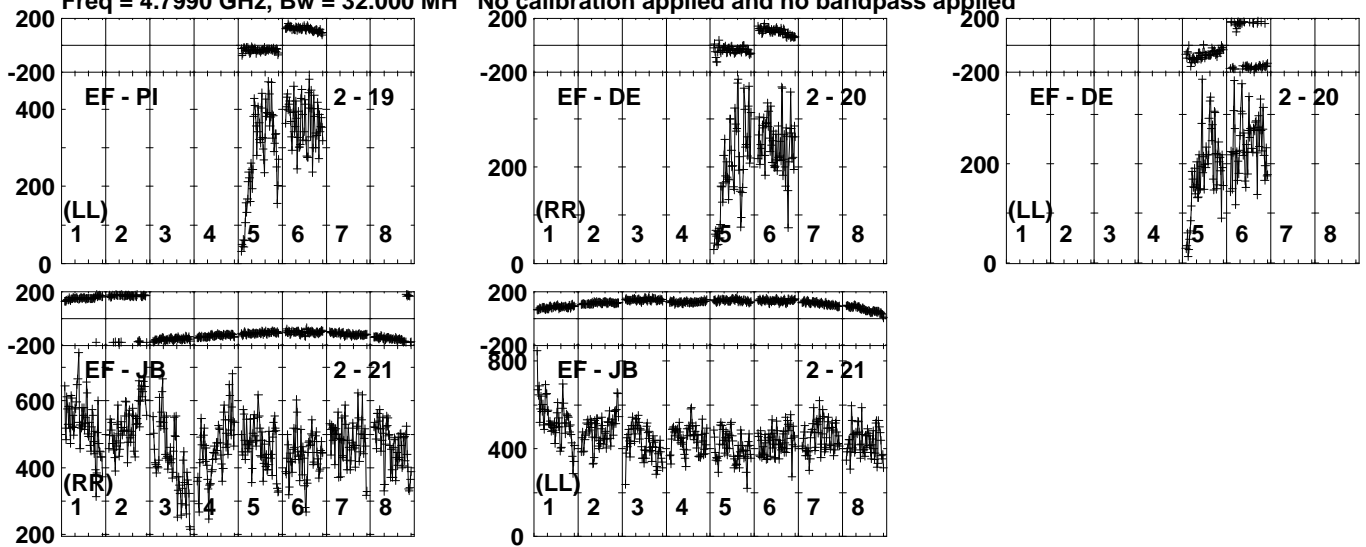 Freq = 4.7990 GHz, Bw = 32.000 MH No calibration applied and no bandpass applied
200
-200
EF - PI 2 - 19
400
200
(LL)
1 2 3 4 5 6 7 8
0
200
-200
EF - DE 2 - 20
200
(RR)
1 2 3 4 5 6 7 8
0
200
-200
EF - DE 2 - 20
200
(LL)
1 2 3 4 5 6 7 8
0
200
-200
EF - JB 2 - 21
600
400
(RR)
1 2 3 4 5 6 7 8
200
200
-200
800
EF - JB 2 - 21
400
(LL)
1 2 3 4 5 6 7 8
0